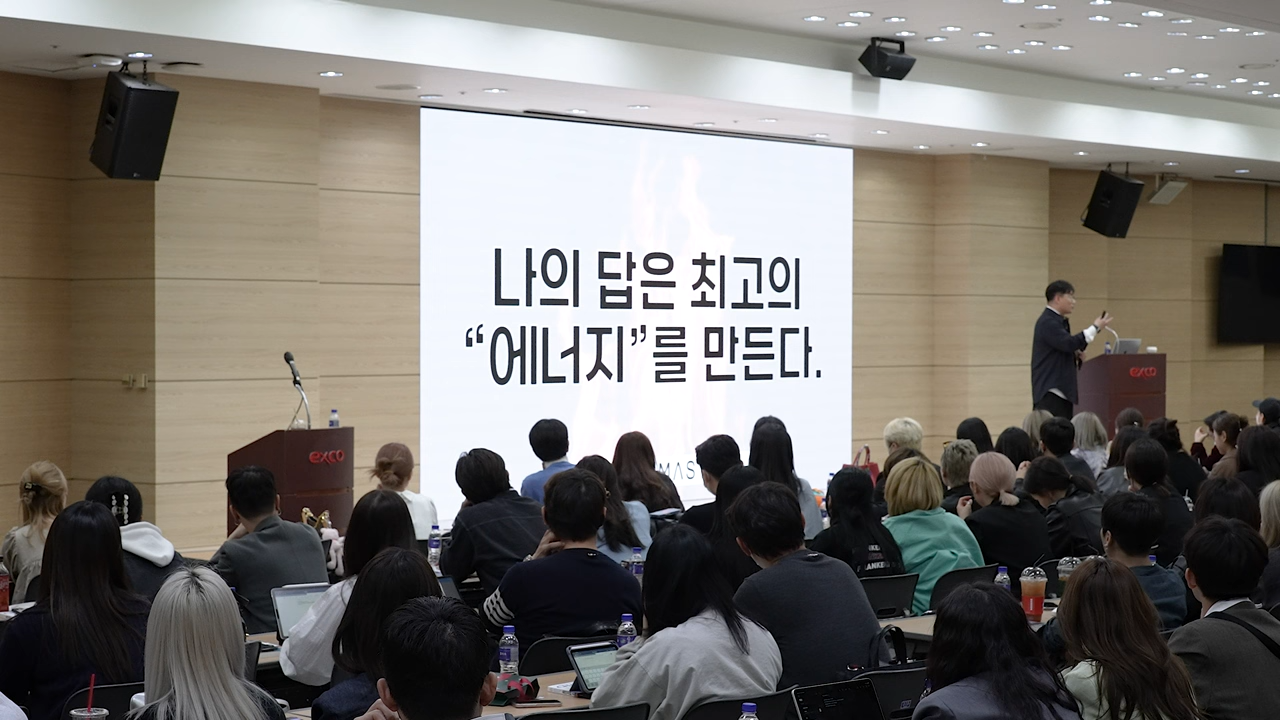 나의 답은 최고의
“에너지”를 만든다.
exco
exco